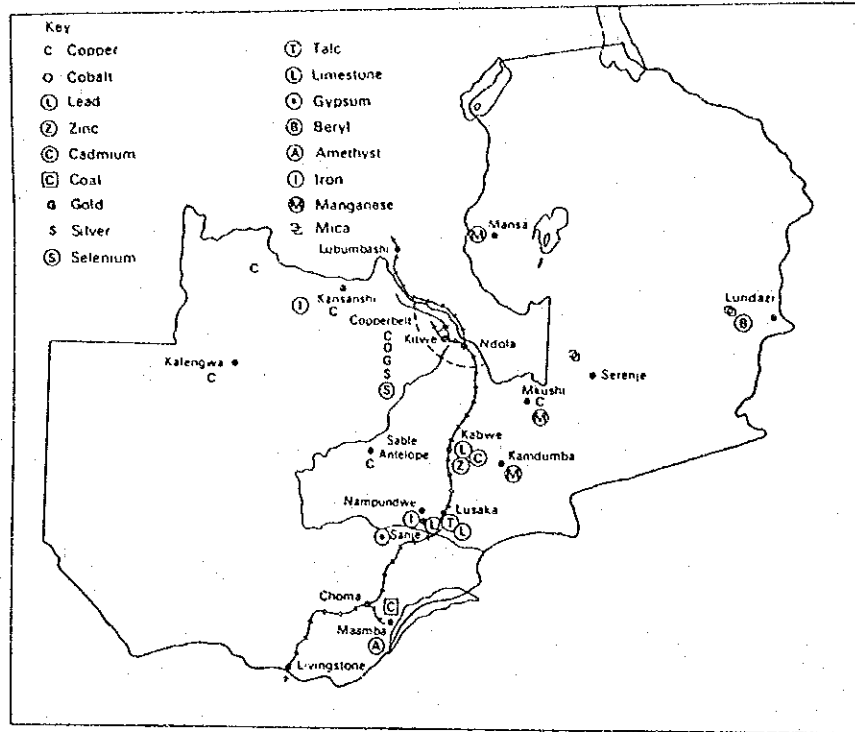 Key
C Copper
O Cobalt
L Lead
Z Zinc
C Cadmium
C Coal
G Gold
S Silver
S Selenium
T Talc
L Limestone
Gypsum
B Beryl
A Amethyst
I Iron
M Manganese
Mica
Lubumbashi
M Mansa
C
I Kansanshi
C
Copperbelt
C
O
G
S
S
Kitwe
Ndola
Lundazi
B
Kalengwa
C
Serenje
Mkushi
C
M
Sable
Antelope
C
Kabwe
L C
Z
Kamdumba
M
Nampundwe
Lusaka
I L T
L
Sanje
Choma
C
Maamba
A
Livingstone